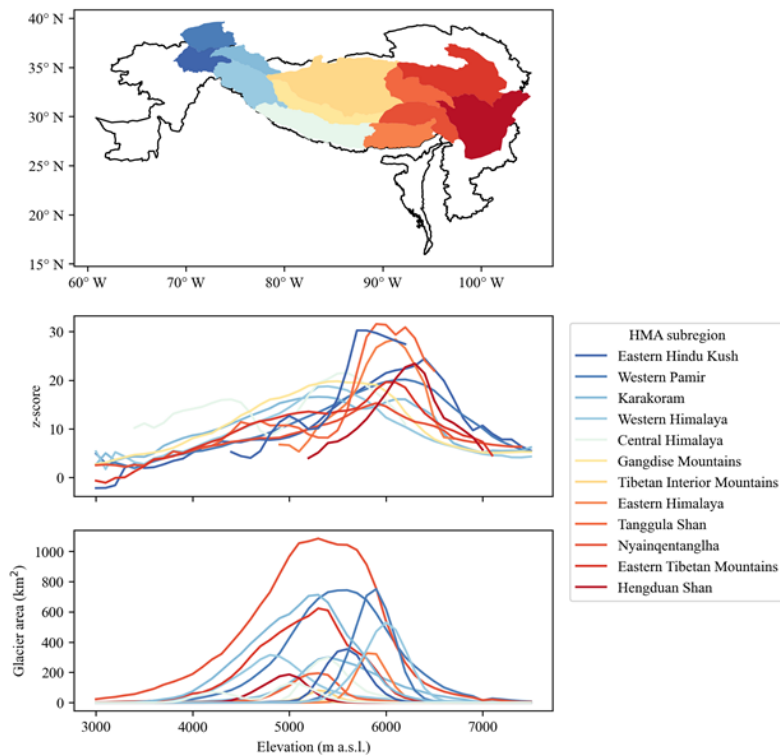 40° N
35° N
30° N
25° N
20° N
15° N
60° W 70° W 80° W 90° W 100° W
30
20
10
0
z-score
HMA subregion
Eastern Hindu Kush
Western Pamir
Karakoram
Western Himalaya
Central Himalaya
Gangdise Mountains
Tibetan Interior Mountains
Eastern Himalaya
Tanggula Shan
Nyainqentanglha
Eastern Tibetan Mountains
Hengduan Shan
1000
800
600
400
200
0
Glacier area (km²)
3000 4000 5000 6000 7000
Elevation (m a.s.l.)